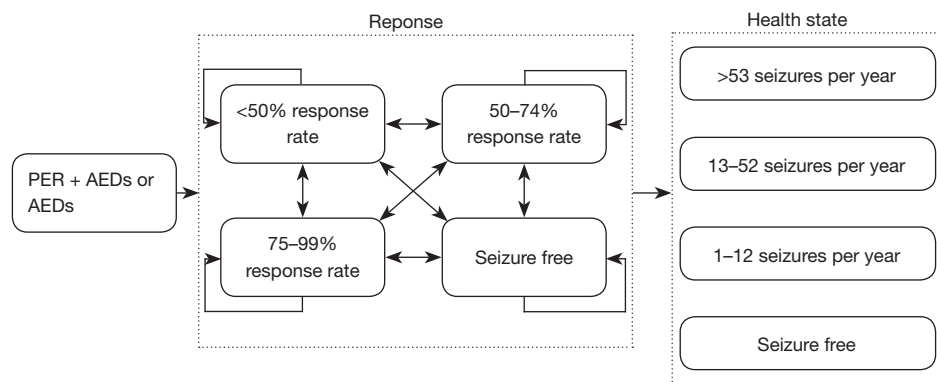 Reponse
Health state
PER + AEDs or
AEDs
<50% response
rate
50–74%
response rate
75–99%
response rate
Seizure free
>53 seizures per year
13–52 seizures per year
1–12 seizures per year
Seizure free